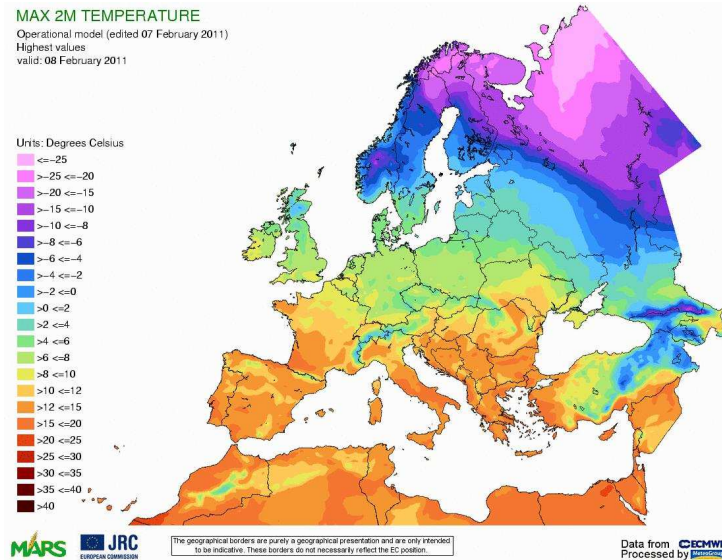 MAX 2M TEMPERATURE
Operational model (edited 07 February 2011)
Highest values
valid: 08 February 2011
Units: Degrees Celsius
<=-25
>-25 <=-20
>-20 <=-15
>-15 <=-10
>-10 <=-8
>-8 <=-6
>-6 <=-4
>-4 <=-2
>-2 <=0
>0 <=2
>2 <=4
>4 <=6
>6 <=8
>8 <=10
>10 <=12
>12 <=15
>15 <=20
>20 <=25
>25 <=30
>30 <=35
>35 <=40
>40
MARS
JRC
EUROPEAN COMMISSION
The geographical borders are purely a geographical presentation and are only intended
to be indicative. These borders do not necessarily reflect the EC position.
Data from ECMW
Processed by MeteoGroup